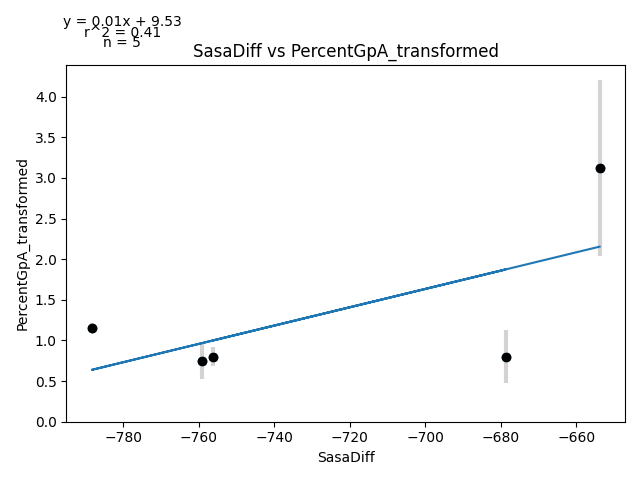 y = 0.01x + 9.53
r^2 = 0.41
n = 5
SasaDiff vs PercentGpA_transformed
4.0
3.5
3.0
2.5
2.0
1.5
1.0
0.5
0.0
PercentGpA_transformed
−780 −760 −740 −720 −700 −680 −660
SasaDiff